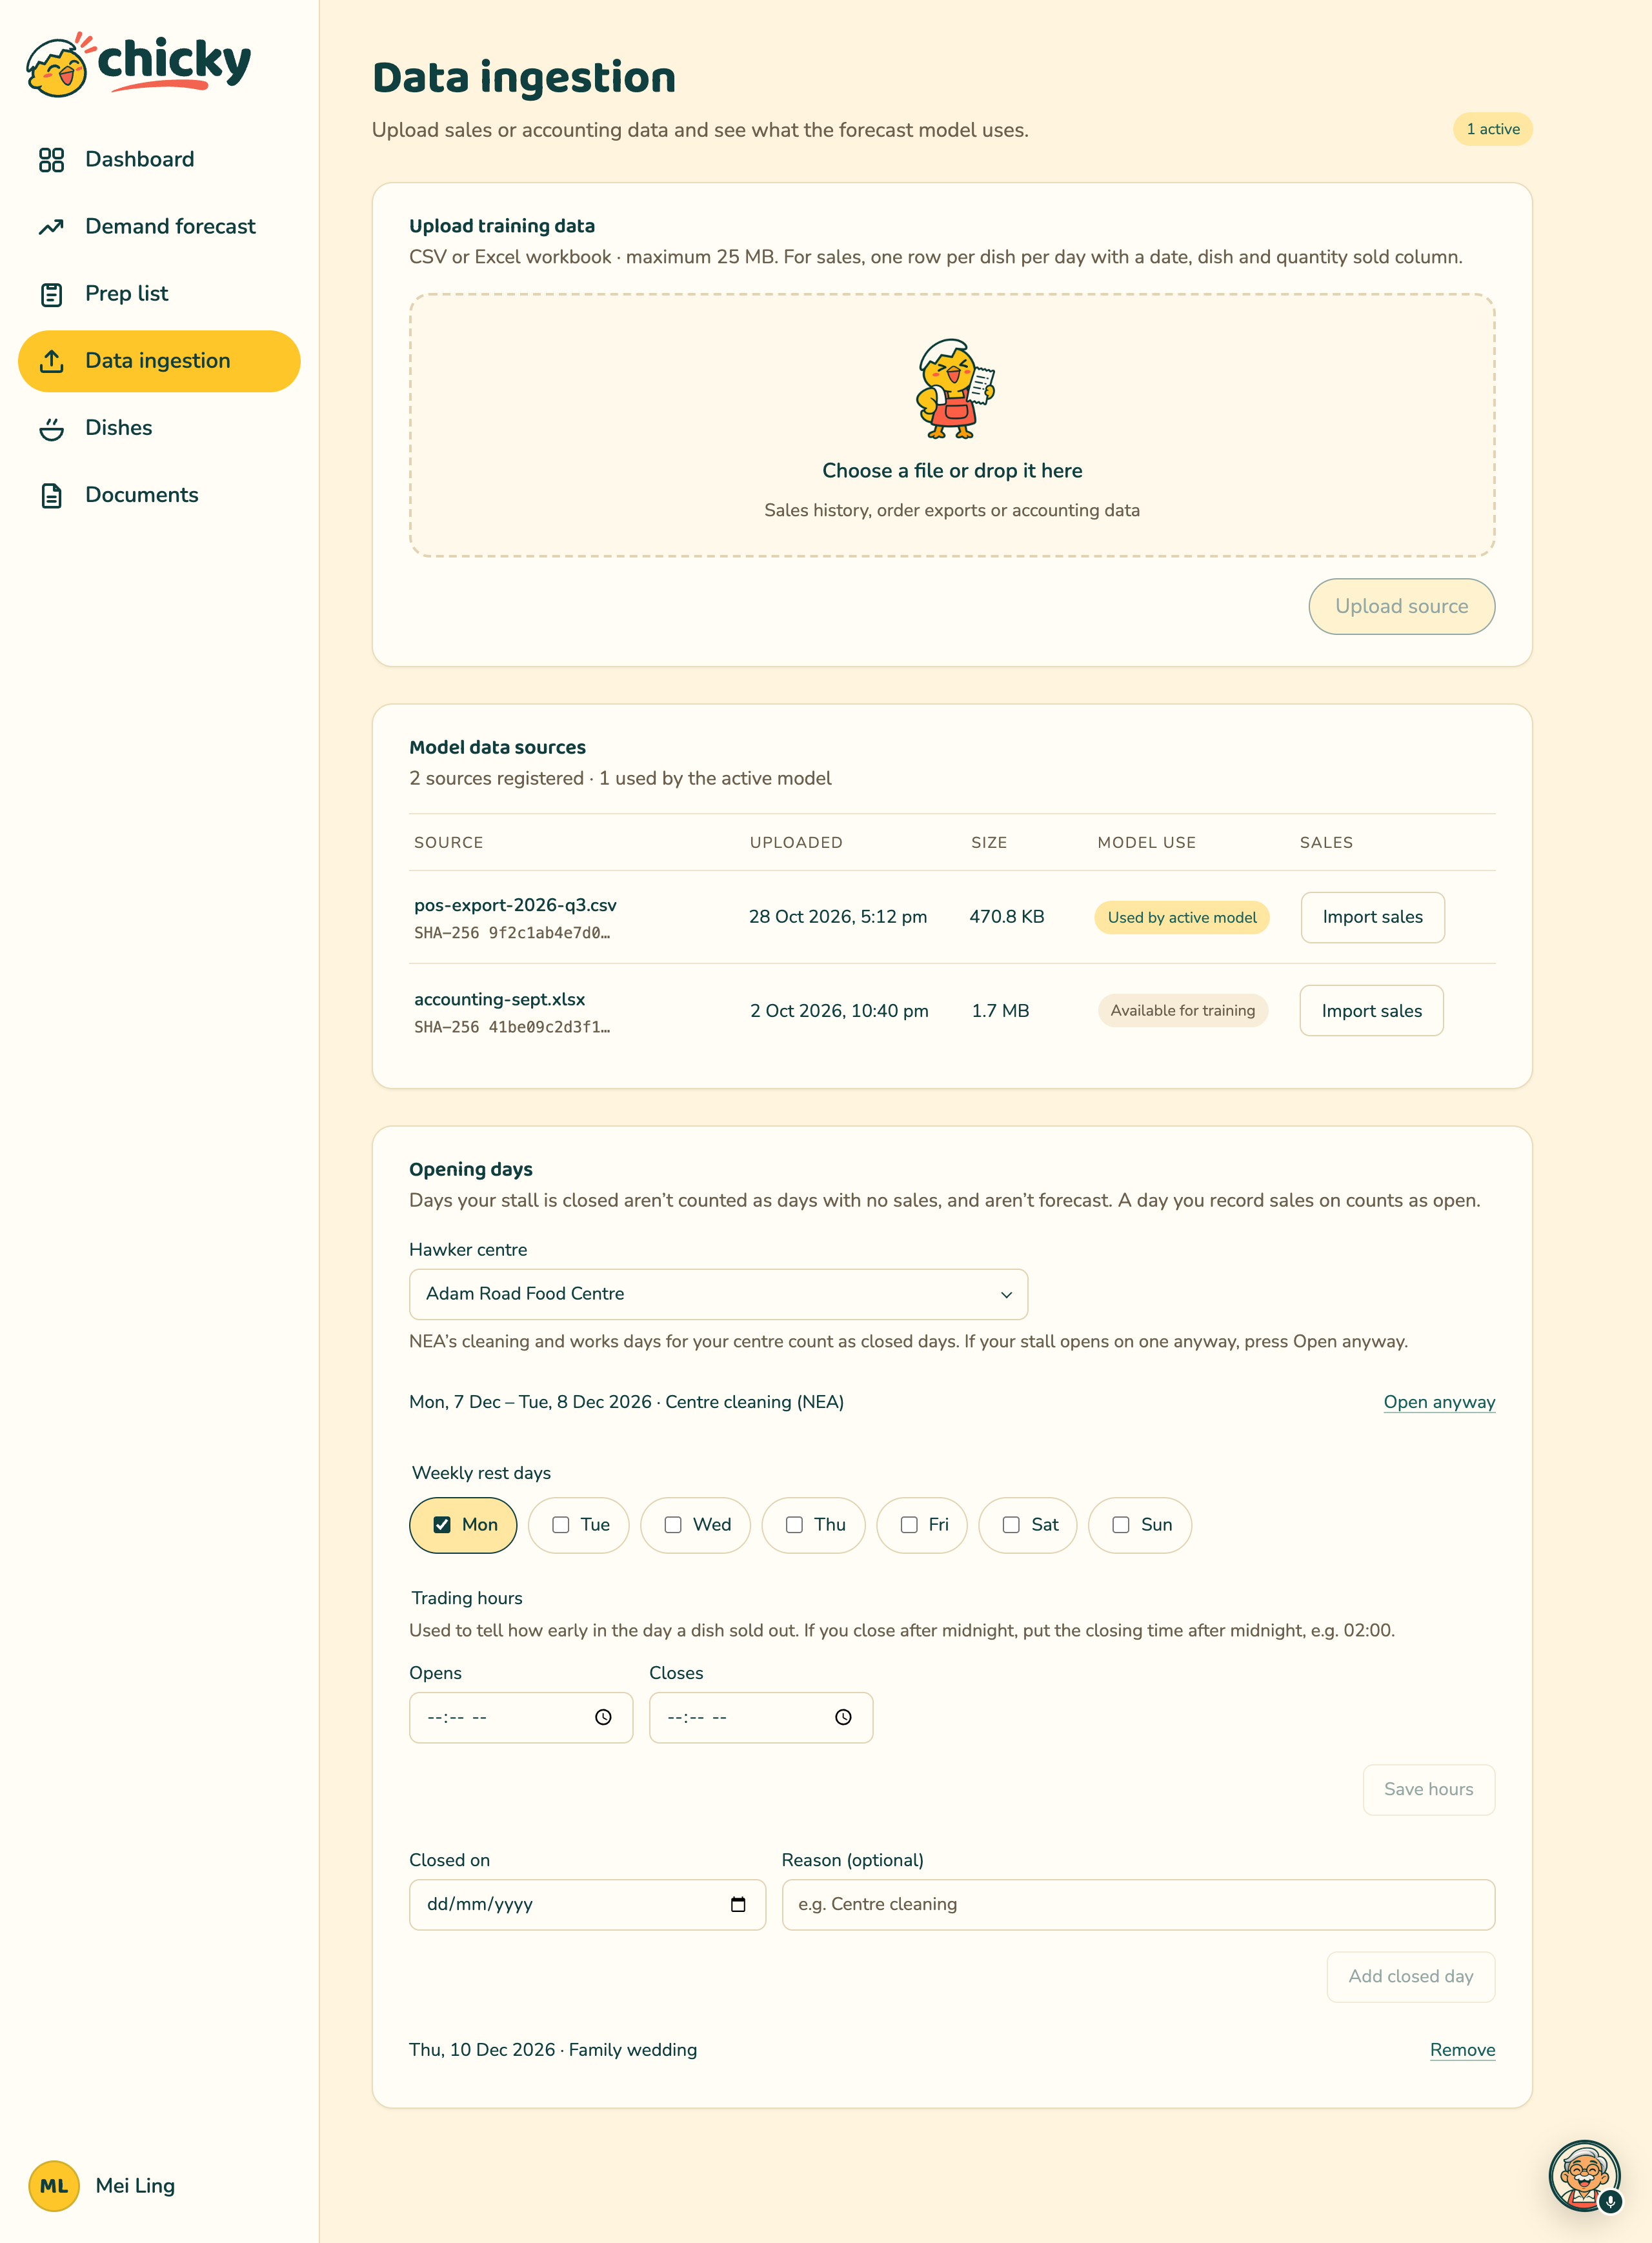 chicky
Dashboard
Demand forecast
Prep list
Data ingestion
Dishes
Documents
ML
Mei Ling
Data ingestion
Upload sales or accounting data and see what the forecast model uses.
1 active
Upload training data
CSV or Excel workbook · maximum 25 MB. For sales, one row per dish per day with a date, dish and quantity sold column.
Choose a file or drop it here
Sales history, order exports or accounting data
Upload source
Model data sources
2 sources registered · 1 used by the active model
SOURCE UPLOADED SIZE MODEL USE SALES
pos-export-2026-q3.csv
SHA-256 9f2c1ab4e7d0…
28 Oct 2026, 5:12 pm 470.8 KB Used by active model Import sales
accounting-sept.xlsx
SHA-256 41be09c2d3f1…
2 Oct 2026, 10:40 pm 1.7 MB Available for training Import sales
Opening days
Days your stall is closed aren’t counted as days with no sales, and aren’t forecast. A day you record sales on counts as open.
Hawker centre
Adam Road Food Centre
NEA’s cleaning and works days for your centre count as closed days. If your stall opens on one anyway, press Open anyway.
Mon, 7 Dec – Tue, 8 Dec 2026 · Centre cleaning (NEA) Open anyway
Weekly rest days
Mon Tue Wed Thu Fri Sat Sun
Trading hours
Used to tell how early in the day a dish sold out. If you close after midnight, put the closing time after midnight, e.g. 02:00.
Opens Closes
--:-- -- --:-- --
Save hours
Closed on Reason (optional)
dd/mm/yyyy e.g. Centre cleaning
Add closed day
Thu, 10 Dec 2026 · Family wedding Remove